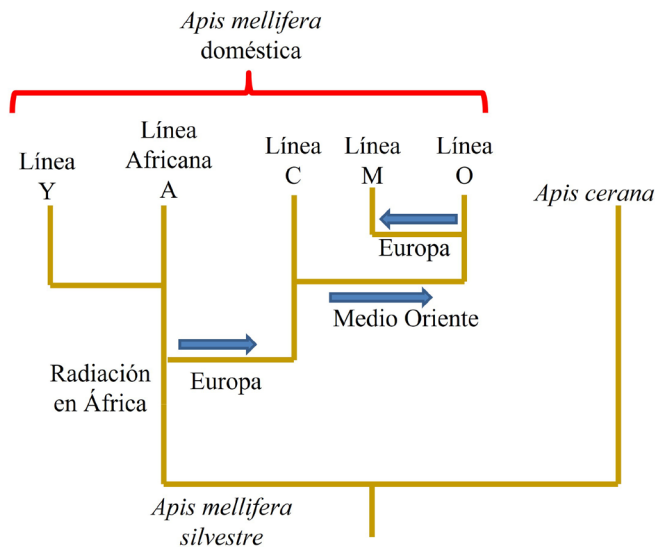 Apis mellifera
doméstica
Línea
Y
Línea
Africana
A
Línea
C
Línea
M
Línea
O
Apis cerana
Europa
Medio Oriente
Europa
Radiación
en África
Apis mellifera
silvestre